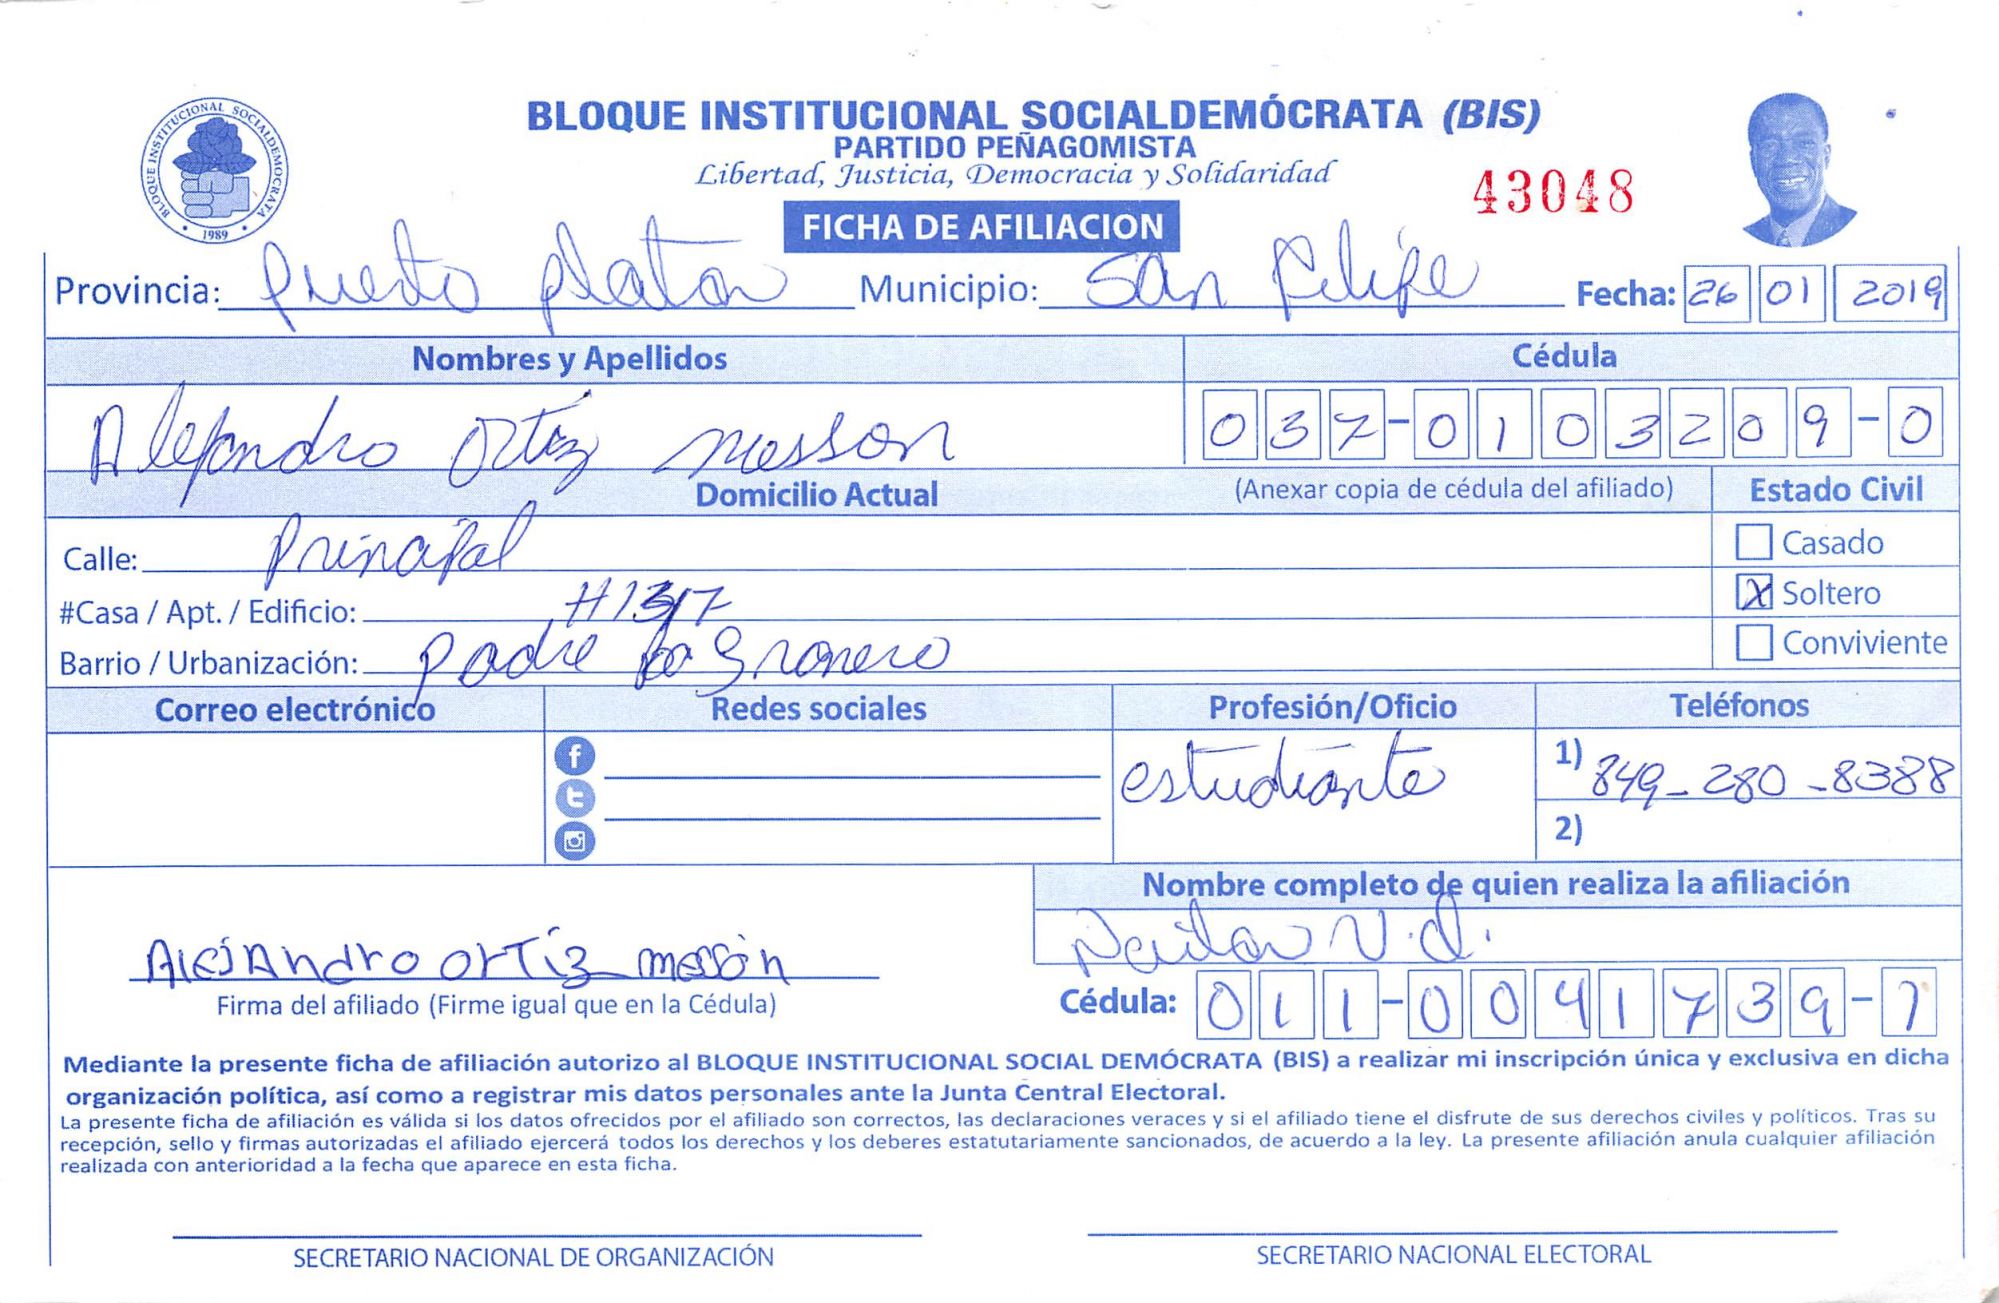 BLOQUE INSTITUCIONAL SOCIALDEMOCRATA
1989
BLOQUE INSTITUCIONAL SOCIALDEMÓCRATA (BIS)
PARTIDO PEÑAGOMISTA
Libertad, Justicia, Democracia y Solidaridad
43048
FICHA DE AFILIACION
Provincia: Puerto plata Municipio: San Felipe Fecha: 26 01 2019
Nombres y Apellidos Cédula
Alejandro Ortiz messon 037-0103209-0
Domicilio Actual (Anexar copia de cédula del afiliado) Estado Civil
Calle: Principal
Casado
#Casa / Apt. / Edificio: #137
X Soltero
Barrio / Urbanización: padre granero
Conviviente
Correo electrónico Redes sociales Profesión/Oficio Teléfonos
estudiante 1) 849-280-8388
2)
Nombre completo de quien realiza la afiliación
V.d.
Alejandro ortiz messón
Firma del afiliado (Firme igual que en la Cédula)
Cédula: 011-0041739-7
Mediante la presente ficha de afiliación autorizo al BLOQUE INSTITUCIONAL SOCIAL DEMÓCRATA (BIS) a realizar mi inscripción única y exclusiva en dicha
organización política, así como a registrar mis datos personales ante la Junta Central Electoral.
La presente ficha de afiliación es válida si los datos ofrecidos por el afiliado son correctos, las declaraciones veraces y si el afiliado tiene el disfrute de sus derechos civiles y políticos. Tras su
recepción, sello y firmas autorizadas el afiliado ejercerá todos los derechos y los deberes estatutariamente sancionados, de acuerdo a la ley. La presente afiliación anula cualquier afiliación
realizada con anterioridad a la fecha que aparece en esta ficha.
SECRETARIO NACIONAL DE ORGANIZACIÓN
SECRETARIO NACIONAL ELECTORAL